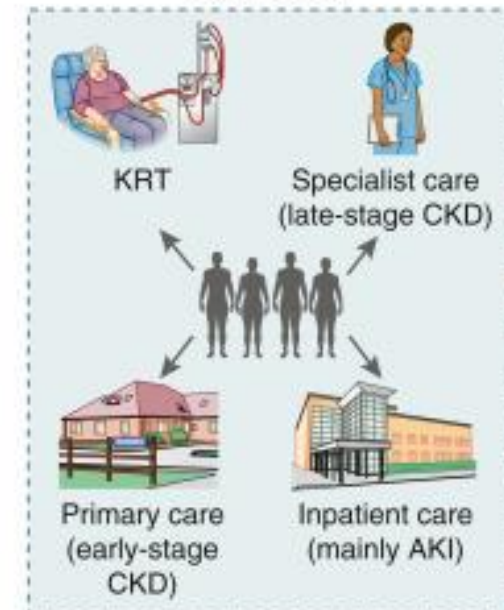 KRT
Specialist care
(late-stage CKD)
Primary care
(early-stage
CKD)
Inpatient care
(mainly AKI)